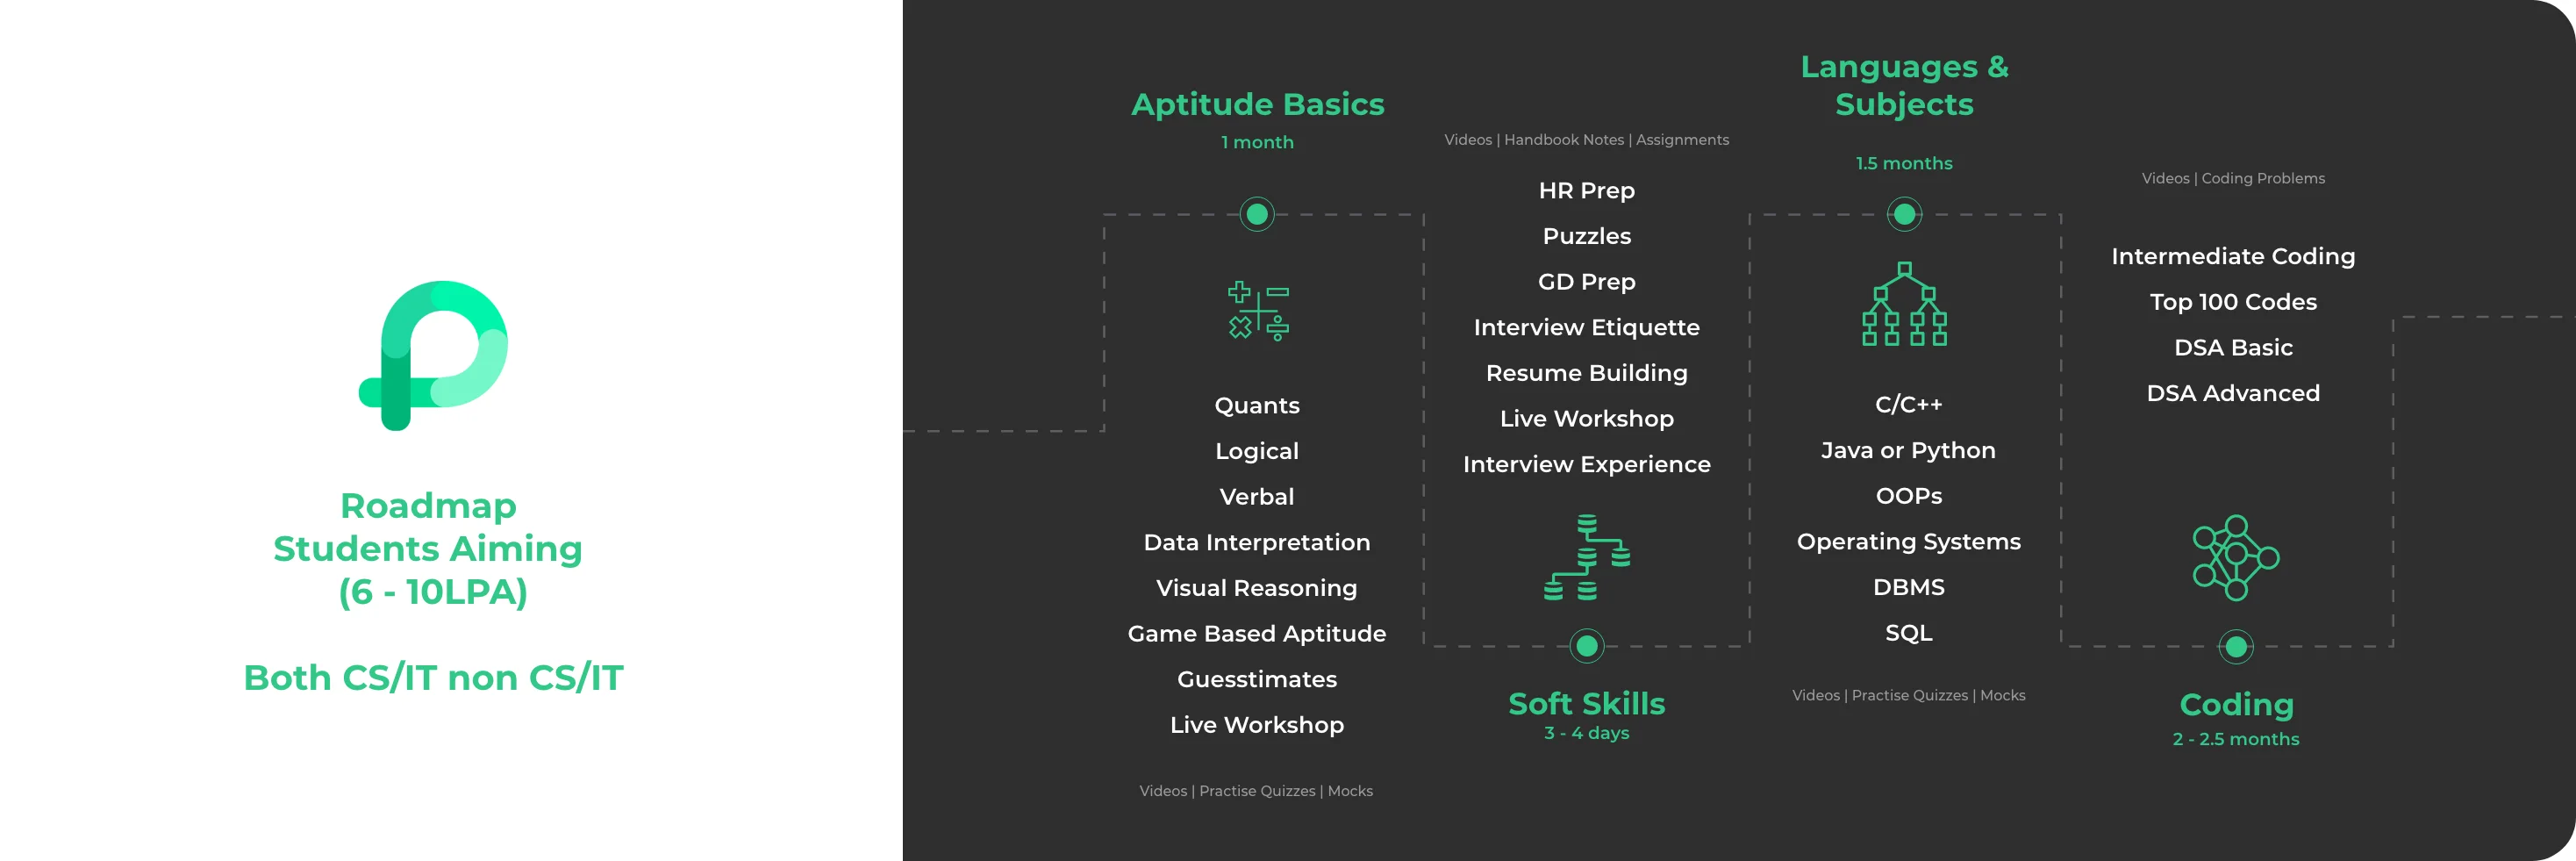 Roadmap
Students Aiming
(6 - 10LPA)
Both CS/IT non CS/IT
Aptitude Basics
1 month
Quants
Logical
Verbal
Data Interpretation
Visual Reasoning
Game Based Aptitude
Guesstimates
Live Workshop
Videos | Practise Quizzes | Mocks
Videos | Handbook Notes | Assignments
HR Prep
Puzzles
GD Prep
Interview Etiquette
Resume Building
Live Workshop
Interview Experience
Soft Skills
3 - 4 days
Languages &
Subjects
1.5 months
C/C++
Java or Python
OOPs
Operating Systems
DBMS
SQL
Videos | Practise Quizzes | Mocks
Videos | Coding Problems
Intermediate Coding
Top 100 Codes
DSA Basic
DSA Advanced
Coding
2 - 2.5 months